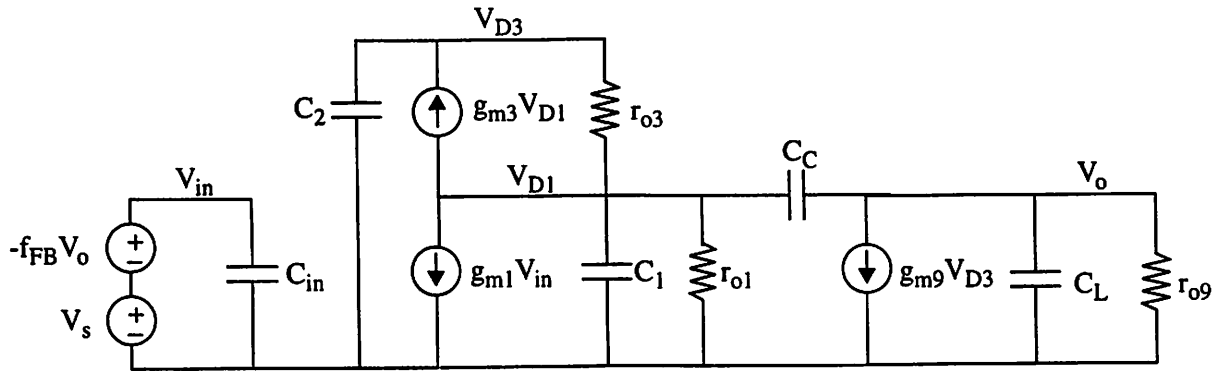 V_D3
C_2
g_m3V_D1
r_o3
C_C
V_in
V_D1
V_o
-f_FBV_o
C_in
g_m1V_in
C_1
r_o1
g_m9V_D3
C_L
r_o9
V_s